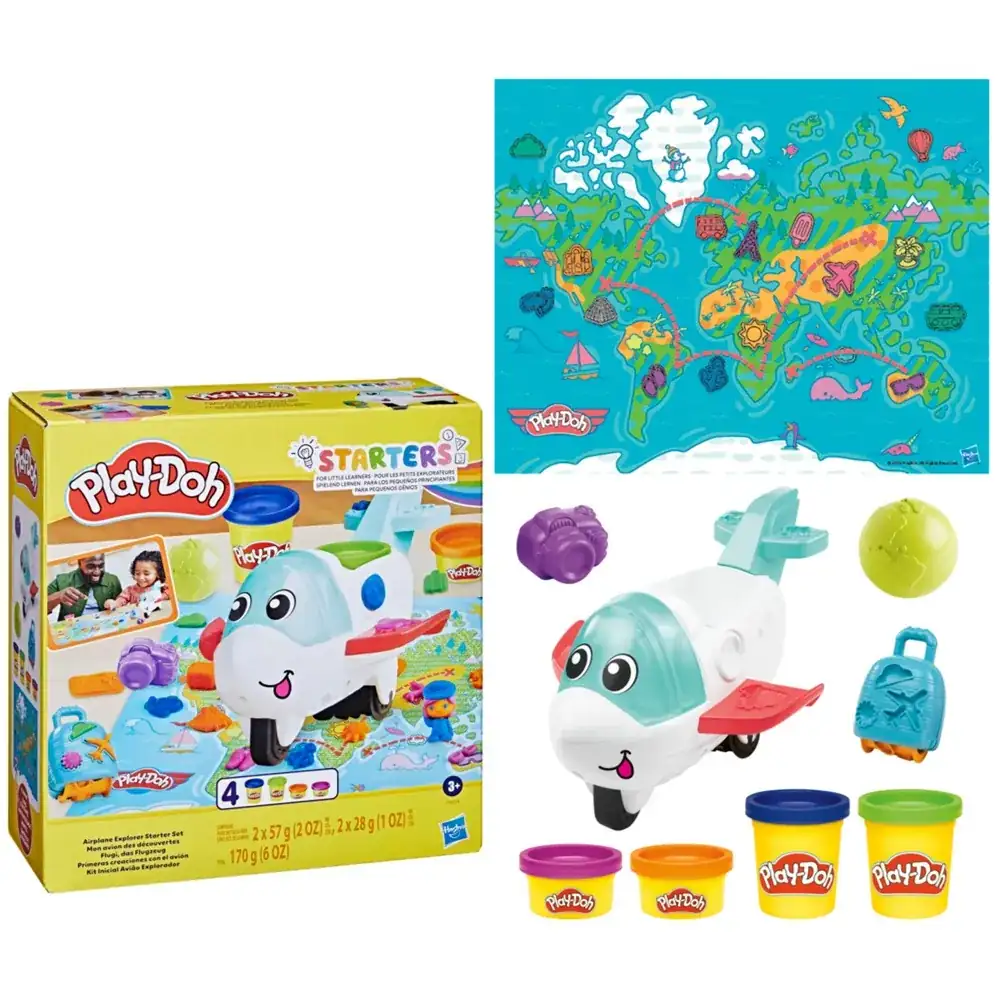 Play-Doh
STARTERS
FOR LITTLE LEARNERS · POUR LES PETITS EXPLORATEURS
SPIELEND LERNEN · PARA LOS PEQUEÑOS PRINCIPIANTES
PARA PEQUENOS GÊNIOS
Play-Doh
Play-Doh
Play-Doh
4
3+
Airplane Explorer Starter Set
Mon avion des découvertes
Flugi, das Flugzeug
Primeras creaciones con el avión
Kit Inicial Avião Explorador
2 x 57 g (2 OZ) 2 x 28 g (1 OZ)
170 g (6 OZ)
Hasbro
Play-Doh
Hasbro
Play-Doh
Play-Doh
Play-Doh
Play-Doh